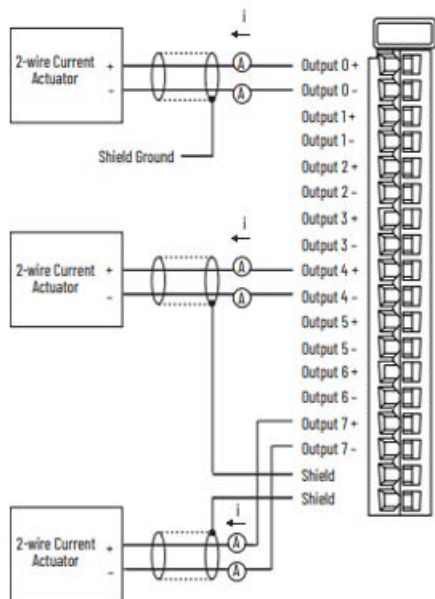 i
2-wire Current
Actuator
+
-
A
A
Shield Ground
Output 0 +
Output 0 -
Output 1 +
Output 1 -
Output 2 +
Output 2 -
Output 3 +
Output 3 -
i
2-wire Current
Actuator
+
-
A
A
Output 4 +
Output 4 -
Output 5 +
Output 5 -
Output 6 +
Output 6 -
Output 7 +
Output 7 -
Shield
Shield
i
2-wire Current
Actuator
+
-
A
A